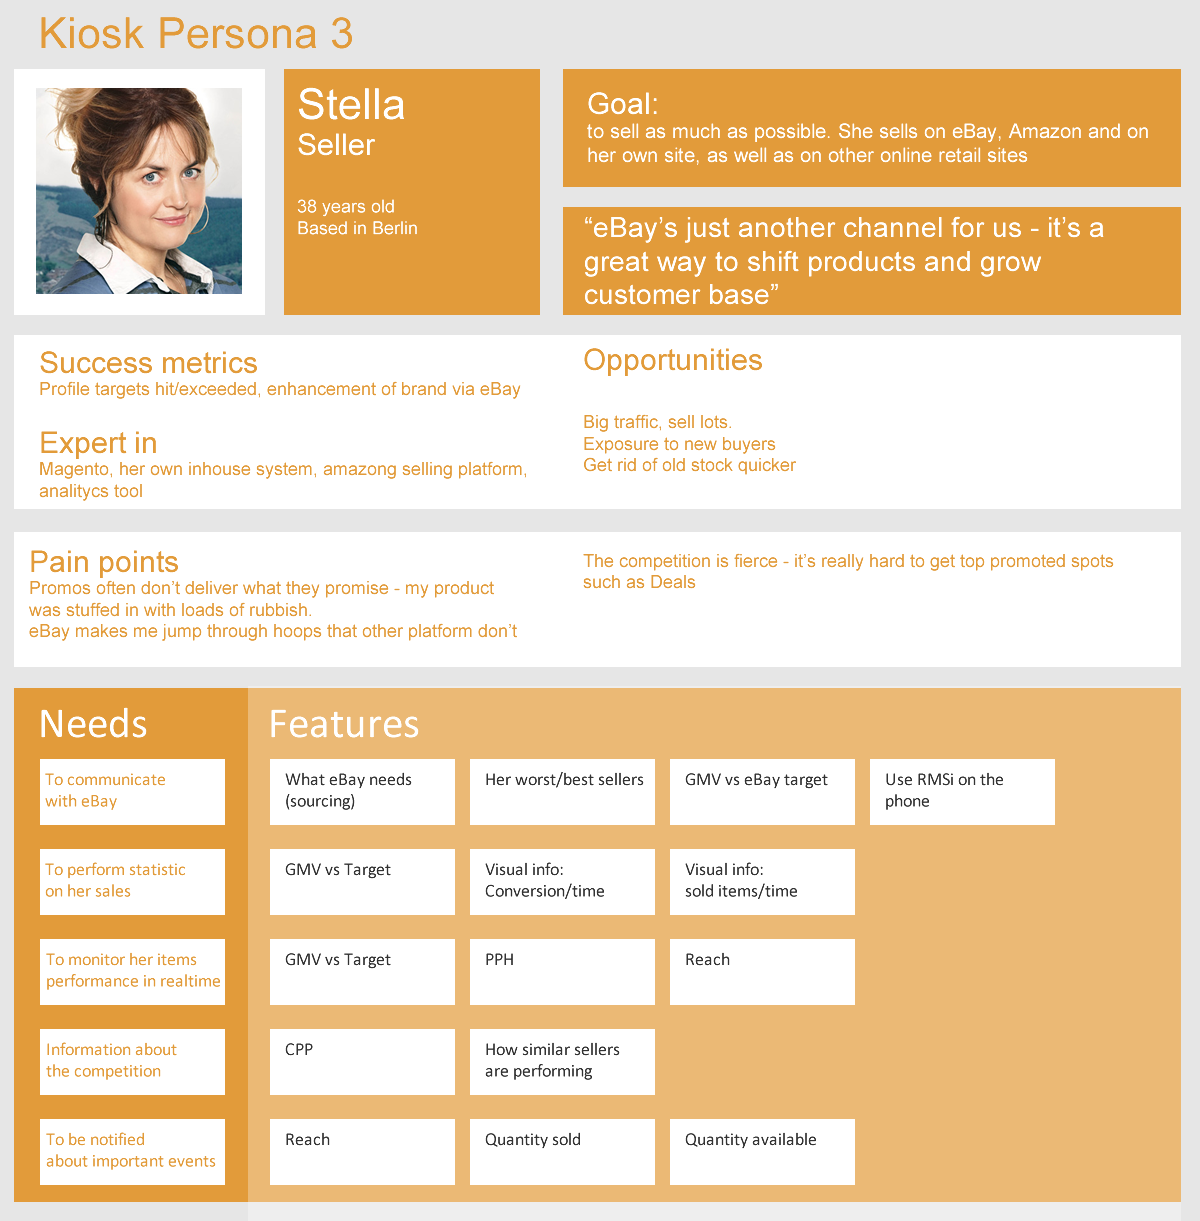 Kiosk Persona 3
Stella
Seller
38 years old
Based in Berlin
Goal:
to sell as much as possible. She sells on eBay, Amazon and on
her own site, as well as on other online retail sites
“eBay’s just another channel for us - it’s a
great way to shift products and grow
customer base”
Success metrics
Profile targets hit/exceeded, enhancement of brand via eBay
Expert in
Magento, her own inhouse system, amazong selling platform,
analitycs tool
Opportunities
Big traffic, sell lots.
Exposure to new buyers
Get rid of old stock quicker
Pain points
Promos often don’t deliver what they promise - my product
was stuffed in with loads of rubbish.
eBay makes me jump through hoops that other platform don’t
The competition is fierce - it’s really hard to get top promoted spots
such as Deals
Needs
Features
To communicate
with eBay
What eBay needs
(sourcing)
Her worst/best sellers
GMV vs eBay target
Use RMSi on the
phone
To perform statistic
on her sales
GMV vs Target
Visual info:
Conversion/time
Visual info:
sold items/time
To monitor her items
performance in realtime
GMV vs Target
PPH
Reach
Information about
the competition
CPP
How similar sellers
are performing
To be notified
about important events
Reach
Quantity sold
Quantity available